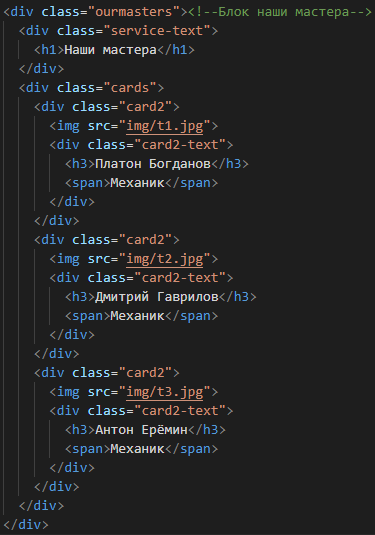 <div class="ourmasters"><!--Блок наши мастера-->
<div class="service-text">
<h1>Наши мастера</h1>
</div>
<div class="cards">
<div class="card2">
<img src="img/t1.jpg">
<div class="card2-text">
<h3>Платон Богданов</h3>
<span>Механик</span>
</div>
</div>
<div class="card2">
<img src="img/t2.jpg">
<div class="card2-text">
<h3>Дмитрий Гаврилов</h3>
<span>Механик</span>
</div>
</div>
<div class="card2">
<img src="img/t3.jpg">
<div class="card2-text">
<h3>Антон Ерёмин</h3>
<span>Механик</span>
</div>
</div>
</div>
</div>